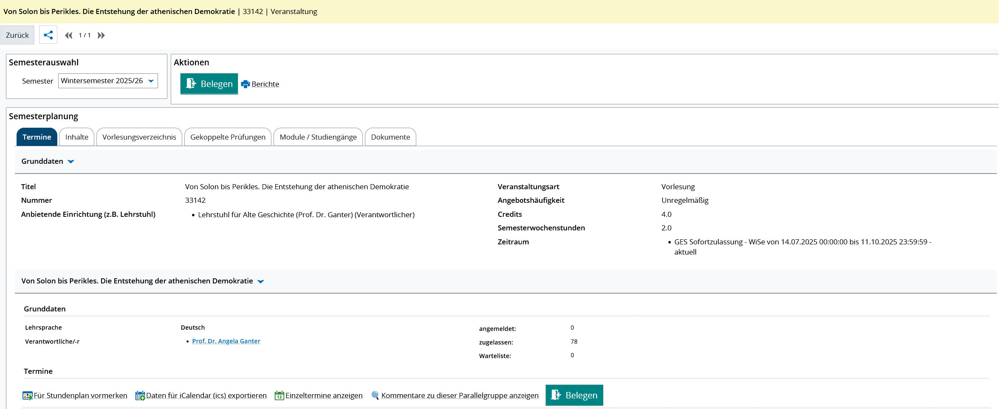 Von Solon bis Perikles. Die Entstehung der athenischen Demokratie | 33142 | Veranstaltung
Zurück
1 / 1
Semesterauswahl
Semester Wintersemester 2025/26
Aktionen
Belegen Berichte
Semesterplanung
Termine Inhalte Vorlesungsverzeichnis Gekoppelte Prüfungen Module / Studiengänge Dokumente
Grunddaten
Titel Von Solon bis Perikles. Die Entstehung der athenischen Demokratie
Nummer 33142
Anbietende Einrichtung (z.B. Lehrstuhl) • Lehrstuhl für Alte Geschichte (Prof. Dr. Ganter) (Verantwortlicher)
Veranstaltungsart Vorlesung
Angebotshäufigkeit Unregelmäßig
Credits 4.0
Semesterwochenstunden 2.0
Zeitraum • GES Sofortzulassung - WiSe von 14.07.2025 00:00:00 bis 11.10.2025 23:59:59 -
aktuell
Von Solon bis Perikles. Die Entstehung der athenischen Demokratie
Grunddaten
Lehrsprache Deutsch
Verantwortliche/-r • Prof. Dr. Angela Ganter
angemeldet: 0
zugelassen: 78
Warteliste: 0
Termine
Für Stundenplan vormerken Daten für iCalendar (ics) exportieren 12 Einzeltermine anzeigen Kommentare zu dieser Parallelgruppe anzeigen Belegen